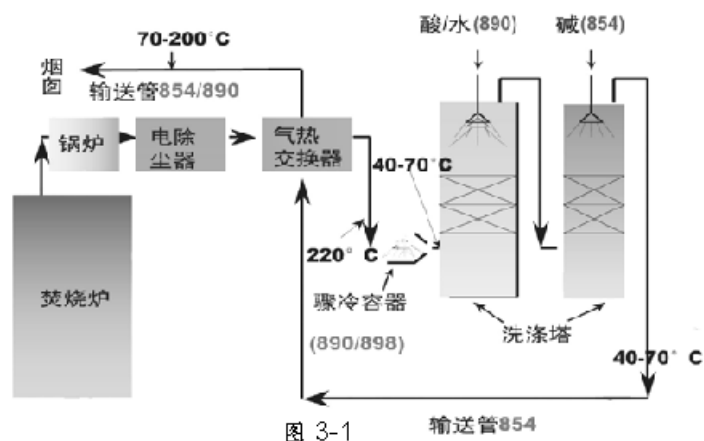 酸/水(890)
碱(854)
70-200°C
烟囱
输送管854/890
锅炉
电除
尘器
气热
交换器
40-70°C
220° C
焚烧炉
骤冷容器
(890/898)
洗涤塔
40-70° C
输送管854
图 3-1